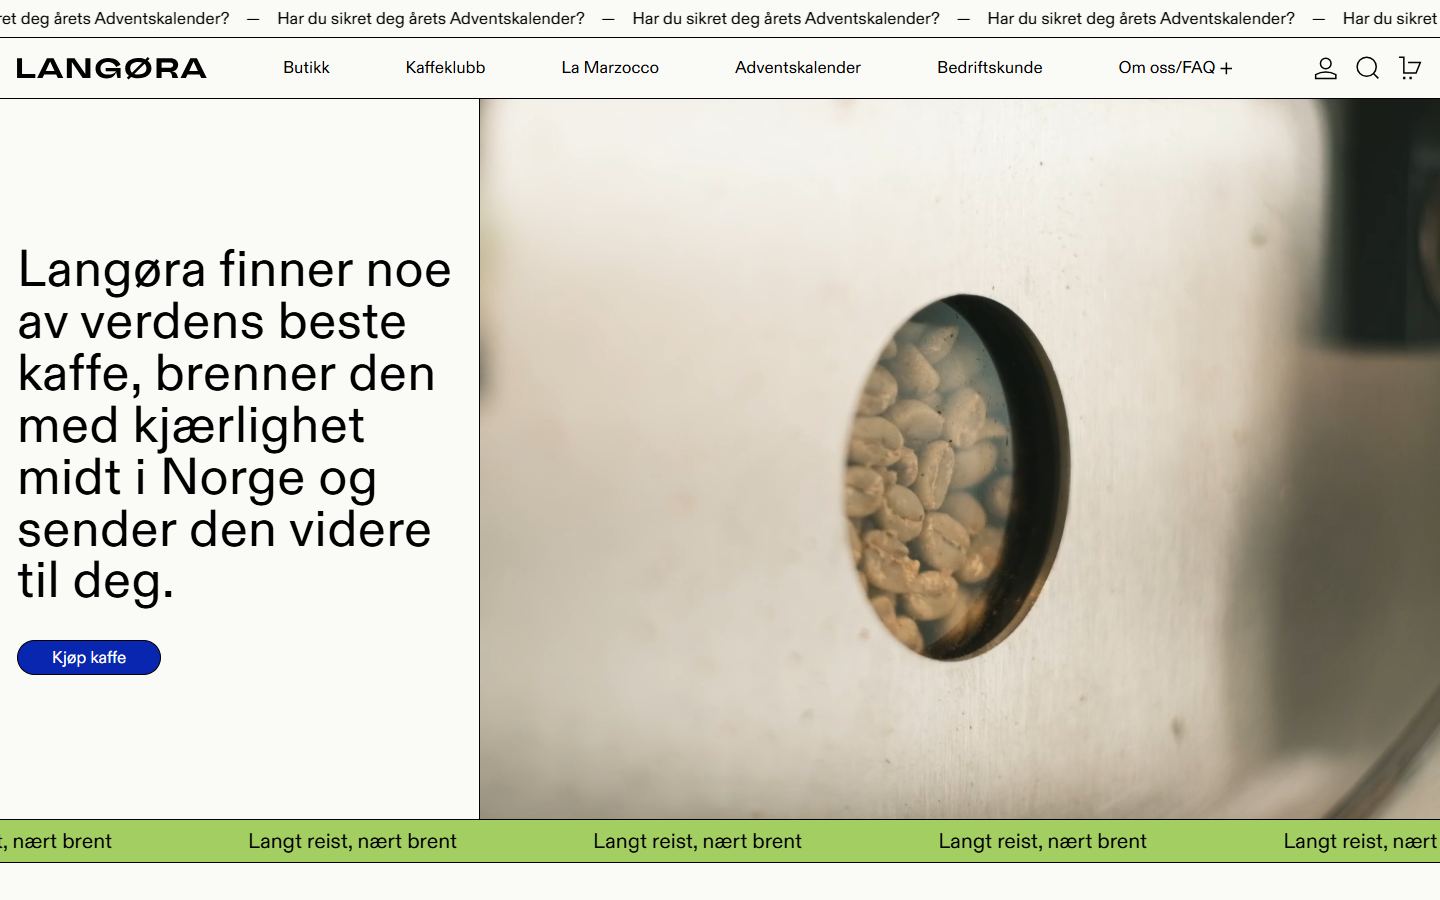 ret deg årets Adventskalender? — Har du sikret deg årets Adventskalender? — Har du sikret deg årets Adventskalender? — Har du sikret deg årets Adventskalender? — Har du sikret
LANGØRA
Butikk
Kaffeklubb
La Marzocco
Adventskalender
Bedriftskunde
Om oss/FAQ +
Langøra finner noe
av verdens beste
kaffe, brenner den
med kjærlighet
midt i Norge og
sender den videre
til deg.
Kjøp kaffe
t, nært brent Langt reist, nært brent Langt reist, nært brent Langt reist, nært brent Langt reist, nært